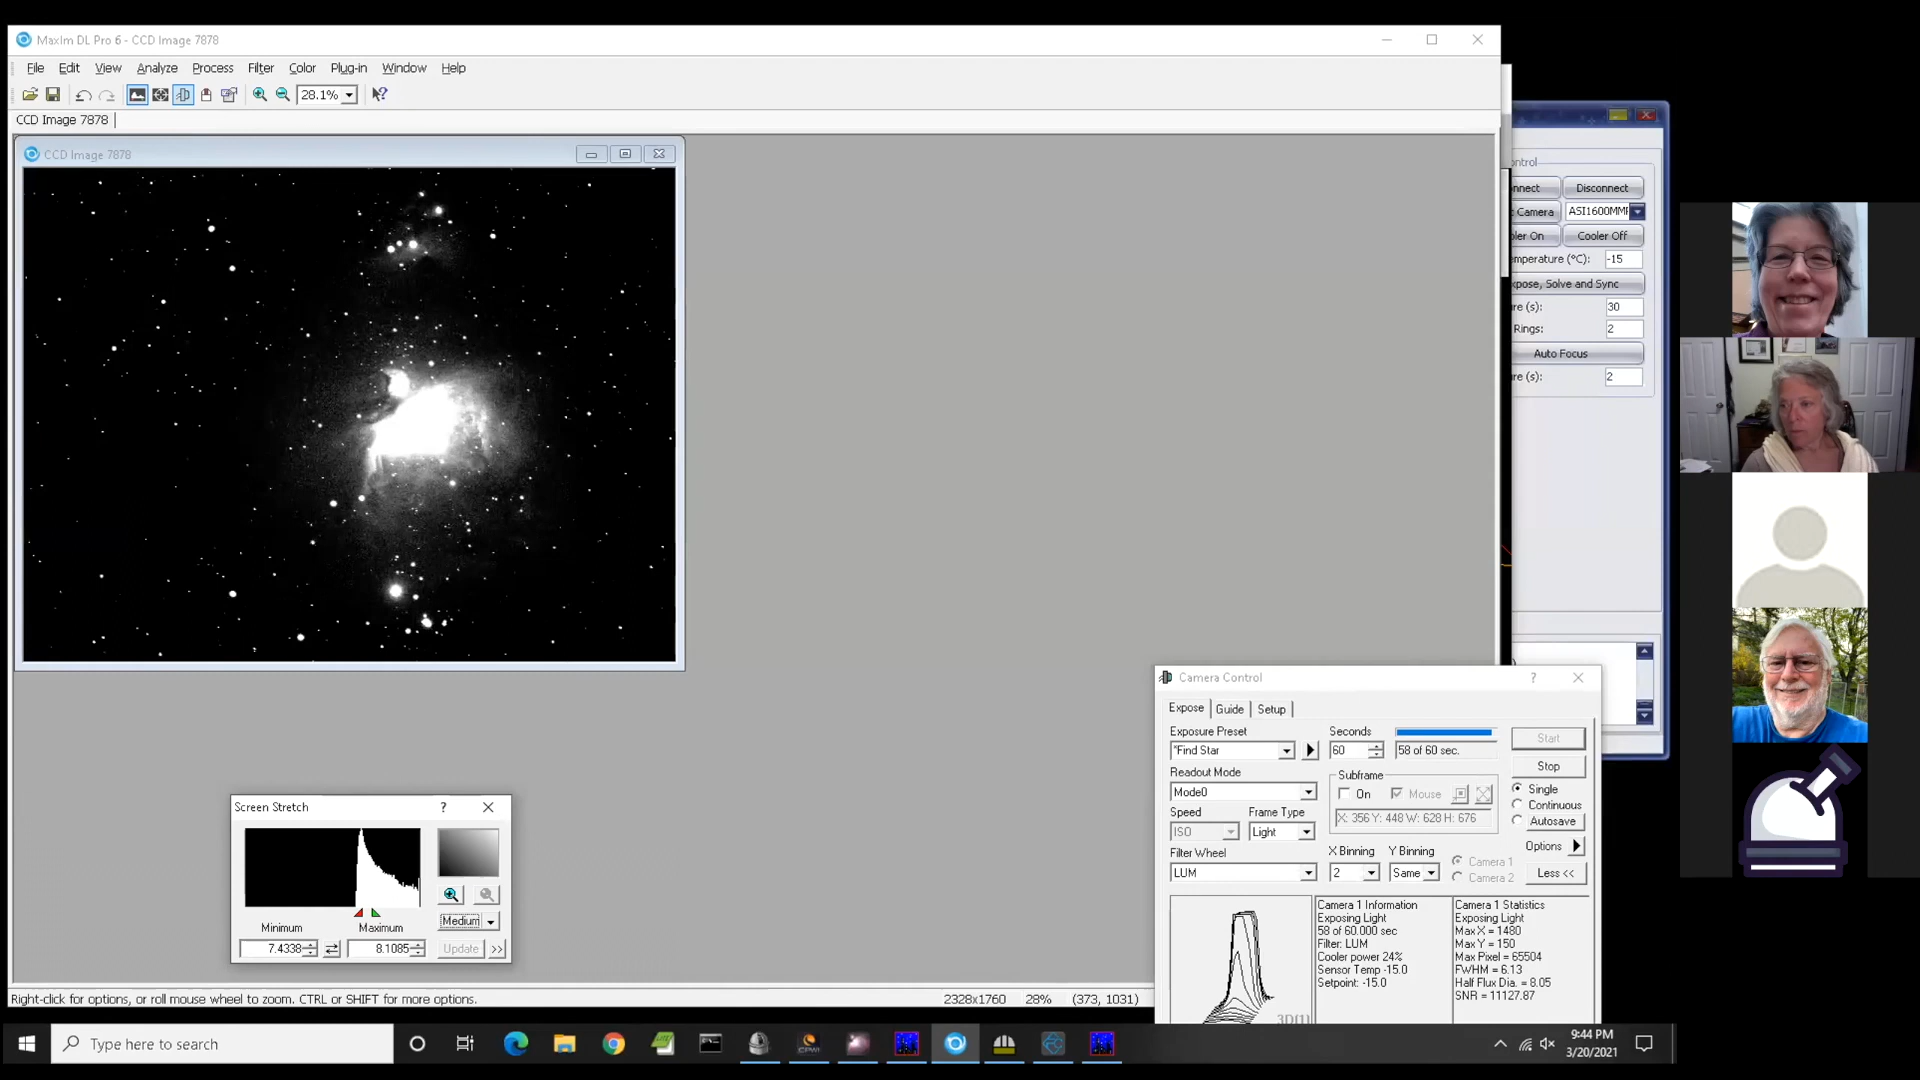 MaxIm DL Pro 6 - CCD Image 7878
File Edit View Analyze Process Filter Color Plug-in Window Help
28.1%
CCD Image 7878
CCD Image 7878
ontrol
nnect Disconnect
Camera ASI1600MM
ler On Cooler Off
mperature (°C): -15
xpose, Solve and Sync
re (s): 30
Rings: 2
Auto Focus
re (s): 2
Camera Control
Expose Guide Setup
Exposure Preset Seconds
*Find Star 60 58 of 60 sec. Start
Stop
Readout Mode Subframe
Mode0 On Mouse
Single
Continuous
Autosave
Speed Frame Type X: 356 Y: 448 W: 628 H: 676
ISO Light
Options
Filter Wheel X Binning Y Binning Camera 1
LUM 2 Same Camera 2 Less <<
Camera 1 Information
Exposing Light
58 of 60.000 sec
Filter: LUM
Cooler power 24%
Sensor Temp -15.0
Setpoint: -15.0
Camera 1 Statistics
Exposing Light
Max X = 1480
Max Y = 150
Max Pixel = 65504
FWHM = 6.13
Half Flux Dia. = 8.05
SNR = 11127.87
Screen Stretch
Minimum Maximum Medium
7.4338 8.1085 Update >>
Right-click for options, or roll mouse wheel to zoom. CTRL or SHIFT for more options. 2328x1760 28% (373, 1031)
Type here to search
CPWI
9:44 PM
3/20/2021